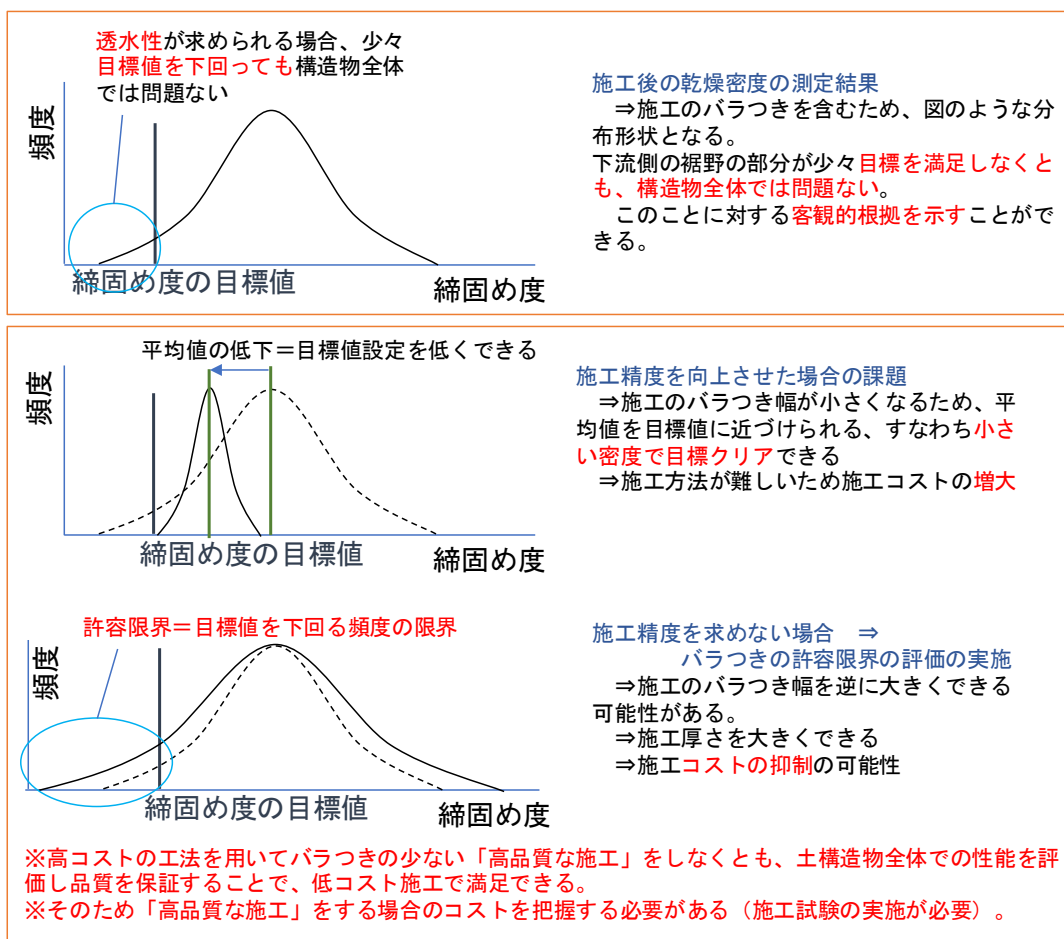 透水性が求められる場合、少々
目標値を下回っても構造物全体
では問題ない
頻度
締固め度の目標値
締固め度
施工後の乾燥密度の測定結果
⇒施工のバラつきを含むため、図のような分
布形状となる。
下流側の裾野の部分が少々目標を満足しなくと
も、構造物全体では問題ない。
このことに対する客観的根拠を示すことがで
きる。
平均値の低下＝目標値設定を低くできる
頻度
締固め度の目標値
締固め度
施工精度を向上させた場合の課題
⇒施工のバラつき幅が小さくなるため、平
均値を目標値に近づけられる、すなわち小さ
い密度で目標クリアできる
⇒施工方法が難しいため施工コストの増大
許容限界＝目標値を下回る頻度の限界
頻度
締固め度の目標値
締固め度
施工精度を求めない場合　⇒
バラつきの許容限界の評価の実施
⇒施工のバラつき幅を逆に大きくできる
可能性がある。
⇒施工厚さを大きくできる
⇒施工コストの抑制の可能性
※高コストの工法を用いてバラつきの少ない「高品質な施工」をしなくとも、土構造物全体での性能を評
価し品質を保証することで、低コスト施工で満足できる。
※そのため「高品質な施工」をする場合のコストを把握する必要がある（施工試験の実施が必要）。